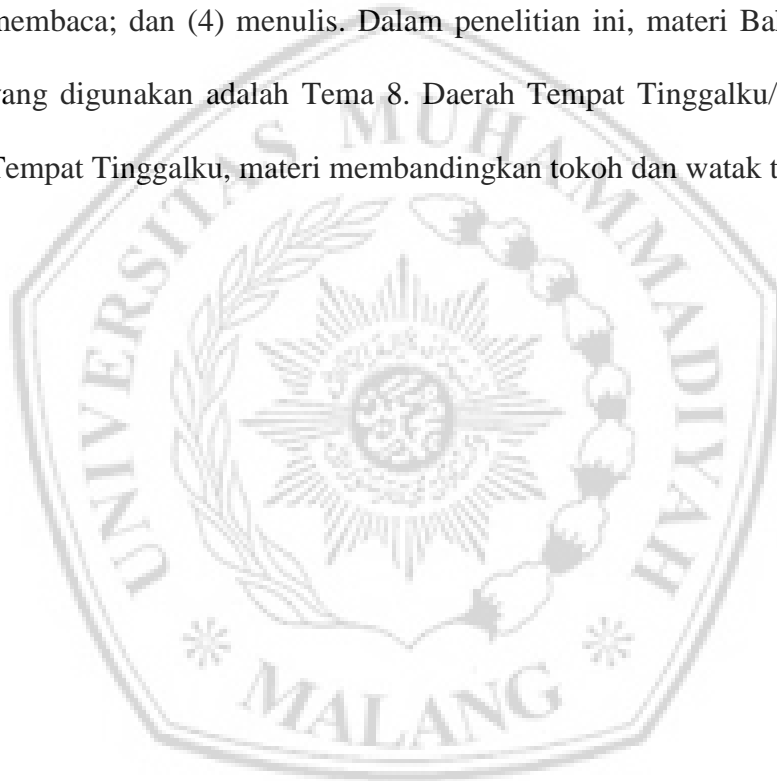 membaca; dan (4) menulis. Dalam penelitian ini, materi
yang digunakan adalah Tema 8. Daerah Tempat Tinggalku/
Tempat Tinggalku, materi membandingkan tokoh dan watak
UNIVERSITAS MUHAMMADIYAH
MALANG